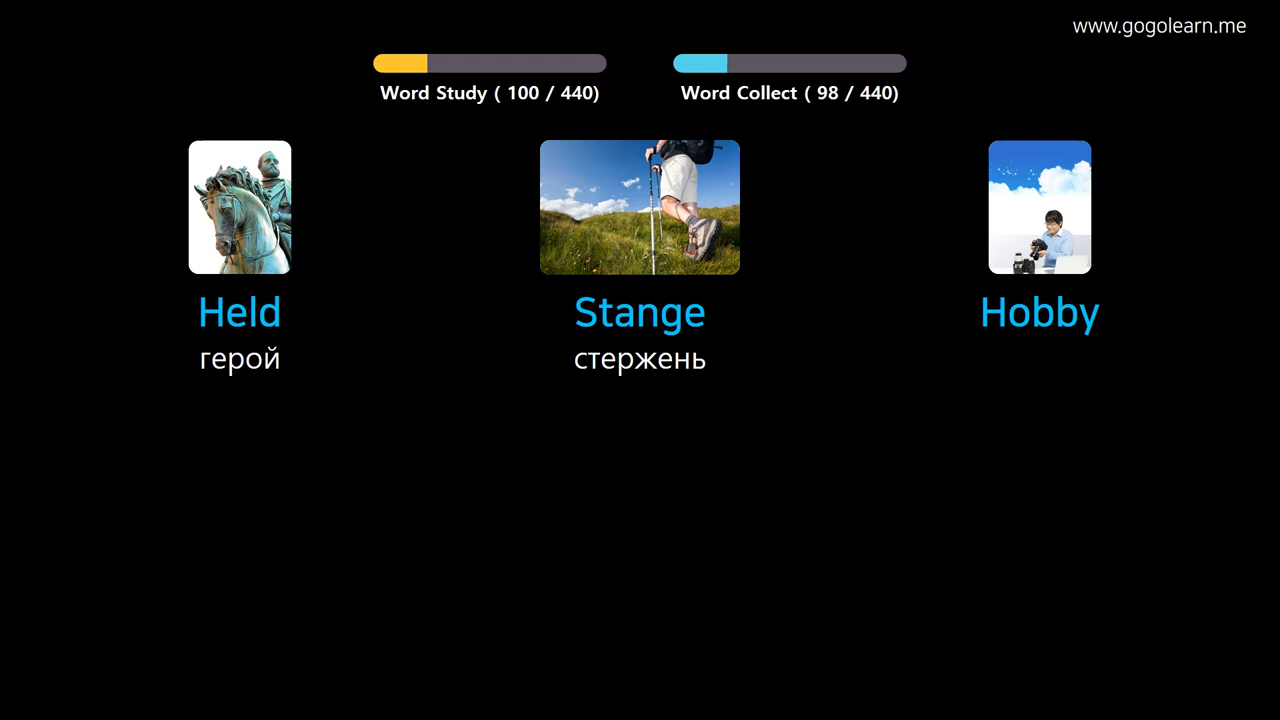 www.gogolearn.me
Word Study ( 100 / 440)
Word Collect ( 98 / 440)
Held
герой
Stange
стержень
Hobby